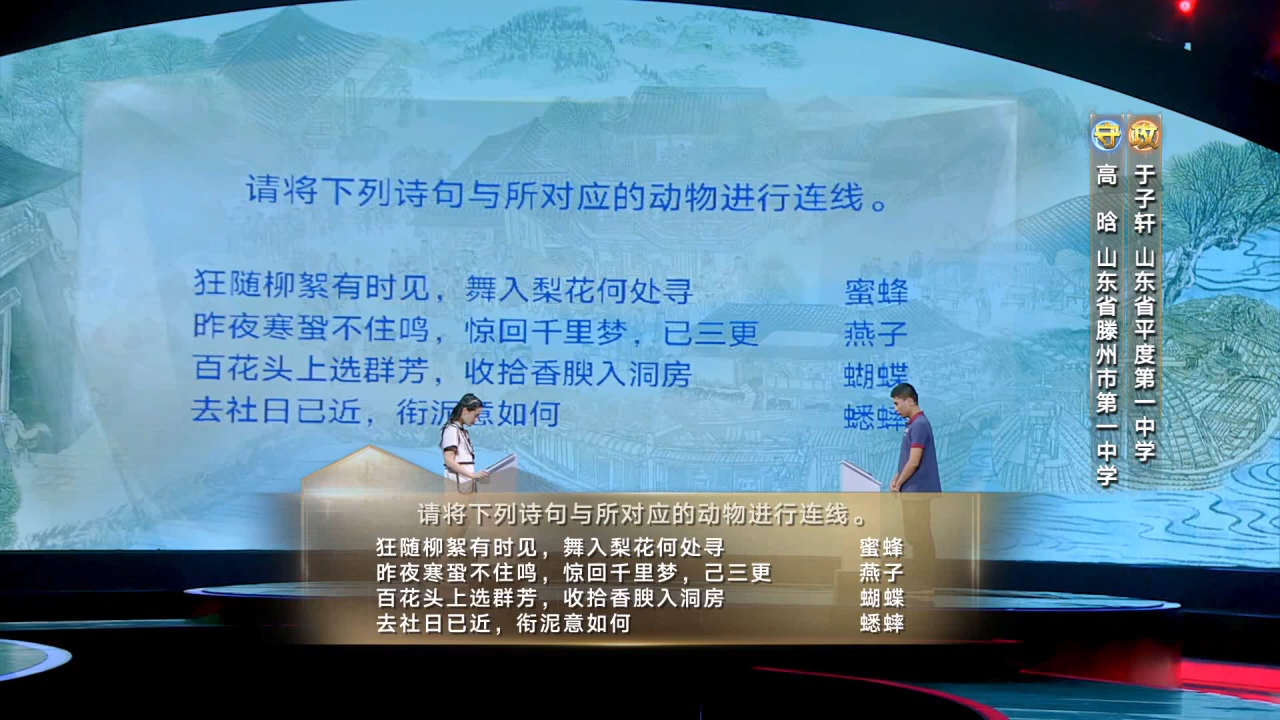 请将下列诗句与所对应的动物进行连线。
狂随柳絮有时见，舞入梨花何处寻 蜜蜂
昨夜寒蛩不住鸣，惊回千里梦，已三更 燕子
百花头上选群芳，收拾香腴入洞房 蝴蝶
去社日已近，衔泥意如何 蟋蟀
守 高晗 山东省滕州市第一中学
攻 于子轩 山东省平度第一中学
请将下列诗句与所对应的动物进行连线。
狂随柳絮有时见，舞入梨花何处寻 蜜蜂
昨夜寒蛩不住鸣，惊回千里梦，已三更 燕子
百花头上选群芳，收拾香腴入洞房 蝴蝶
去社日已近，衔泥意如何 蟋蟀